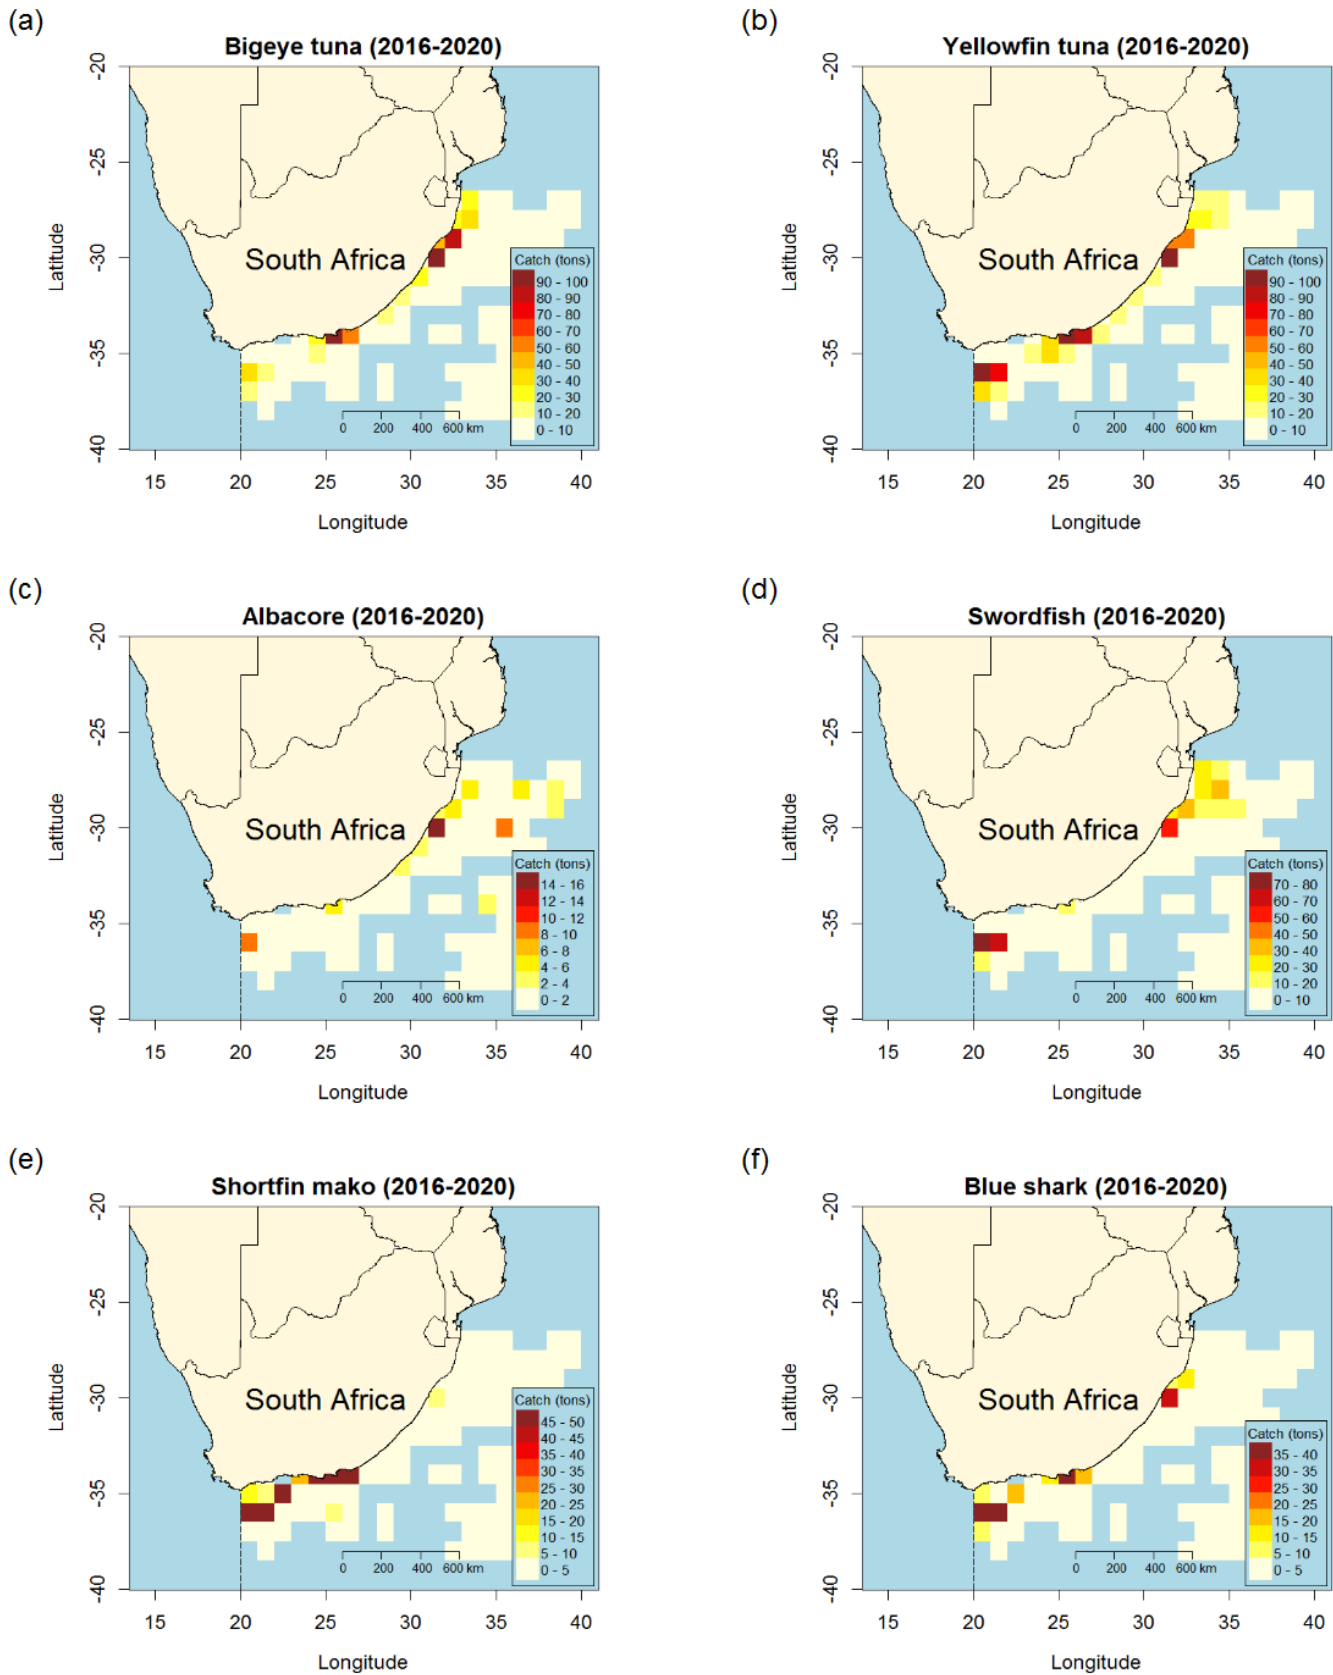 (a)
Bigeye tuna (2016-2020)
-20
-25
-30
-35
-40
Latitude
South Africa
Catch (tons)
90 - 100
80 - 90
70 - 80
60 - 70
50 - 60
40 - 50
30 - 40
20 - 30
10 - 20
0 - 10
0 200 400 600 km
15 20 25 30 35 40
Longitude
(b)
Yellowfin tuna (2016-2020)
-20
-25
-30
-35
-40
Latitude
South Africa
Catch (tons)
90 - 100
80 - 90
70 - 80
60 - 70
50 - 60
40 - 50
30 - 40
20 - 30
10 - 20
0 - 10
0 200 400 600 km
15 20 25 30 35 40
Longitude
(c)
Albacore (2016-2020)
-20
-25
-30
-35
-40
Latitude
South Africa
Catch (tons)
14 - 16
12 - 14
10 - 12
8 - 10
6 - 8
4 - 6
2 - 4
0 - 2
0 200 400 600 km
15 20 25 30 35 40
Longitude
(d)
Swordfish (2016-2020)
-20
-25
-30
-35
-40
Latitude
South Africa
Catch (tons)
70 - 80
60 - 70
50 - 60
40 - 50
30 - 40
20 - 30
10 - 20
0 - 10
0 200 400 600 km
15 20 25 30 35 40
Longitude
(e)
Shortfin mako (2016-2020)
-20
-25
-30
-35
-40
Latitude
South Africa
Catch (tons)
45 - 50
40 - 45
35 - 40
30 - 35
25 - 30
20 - 25
15 - 20
10 - 15
5 - 10
0 - 5
0 200 400 600 km
15 20 25 30 35 40
Longitude
(f)
Blue shark (2016-2020)
-20
-25
-30
-35
-40
Latitude
South Africa
Catch (tons)
35 - 40
30 - 35
25 - 30
20 - 25
15 - 20
10 - 15
5 - 10
0 - 5
0 200 400 600 km
15 20 25 30 35 40
Longitude